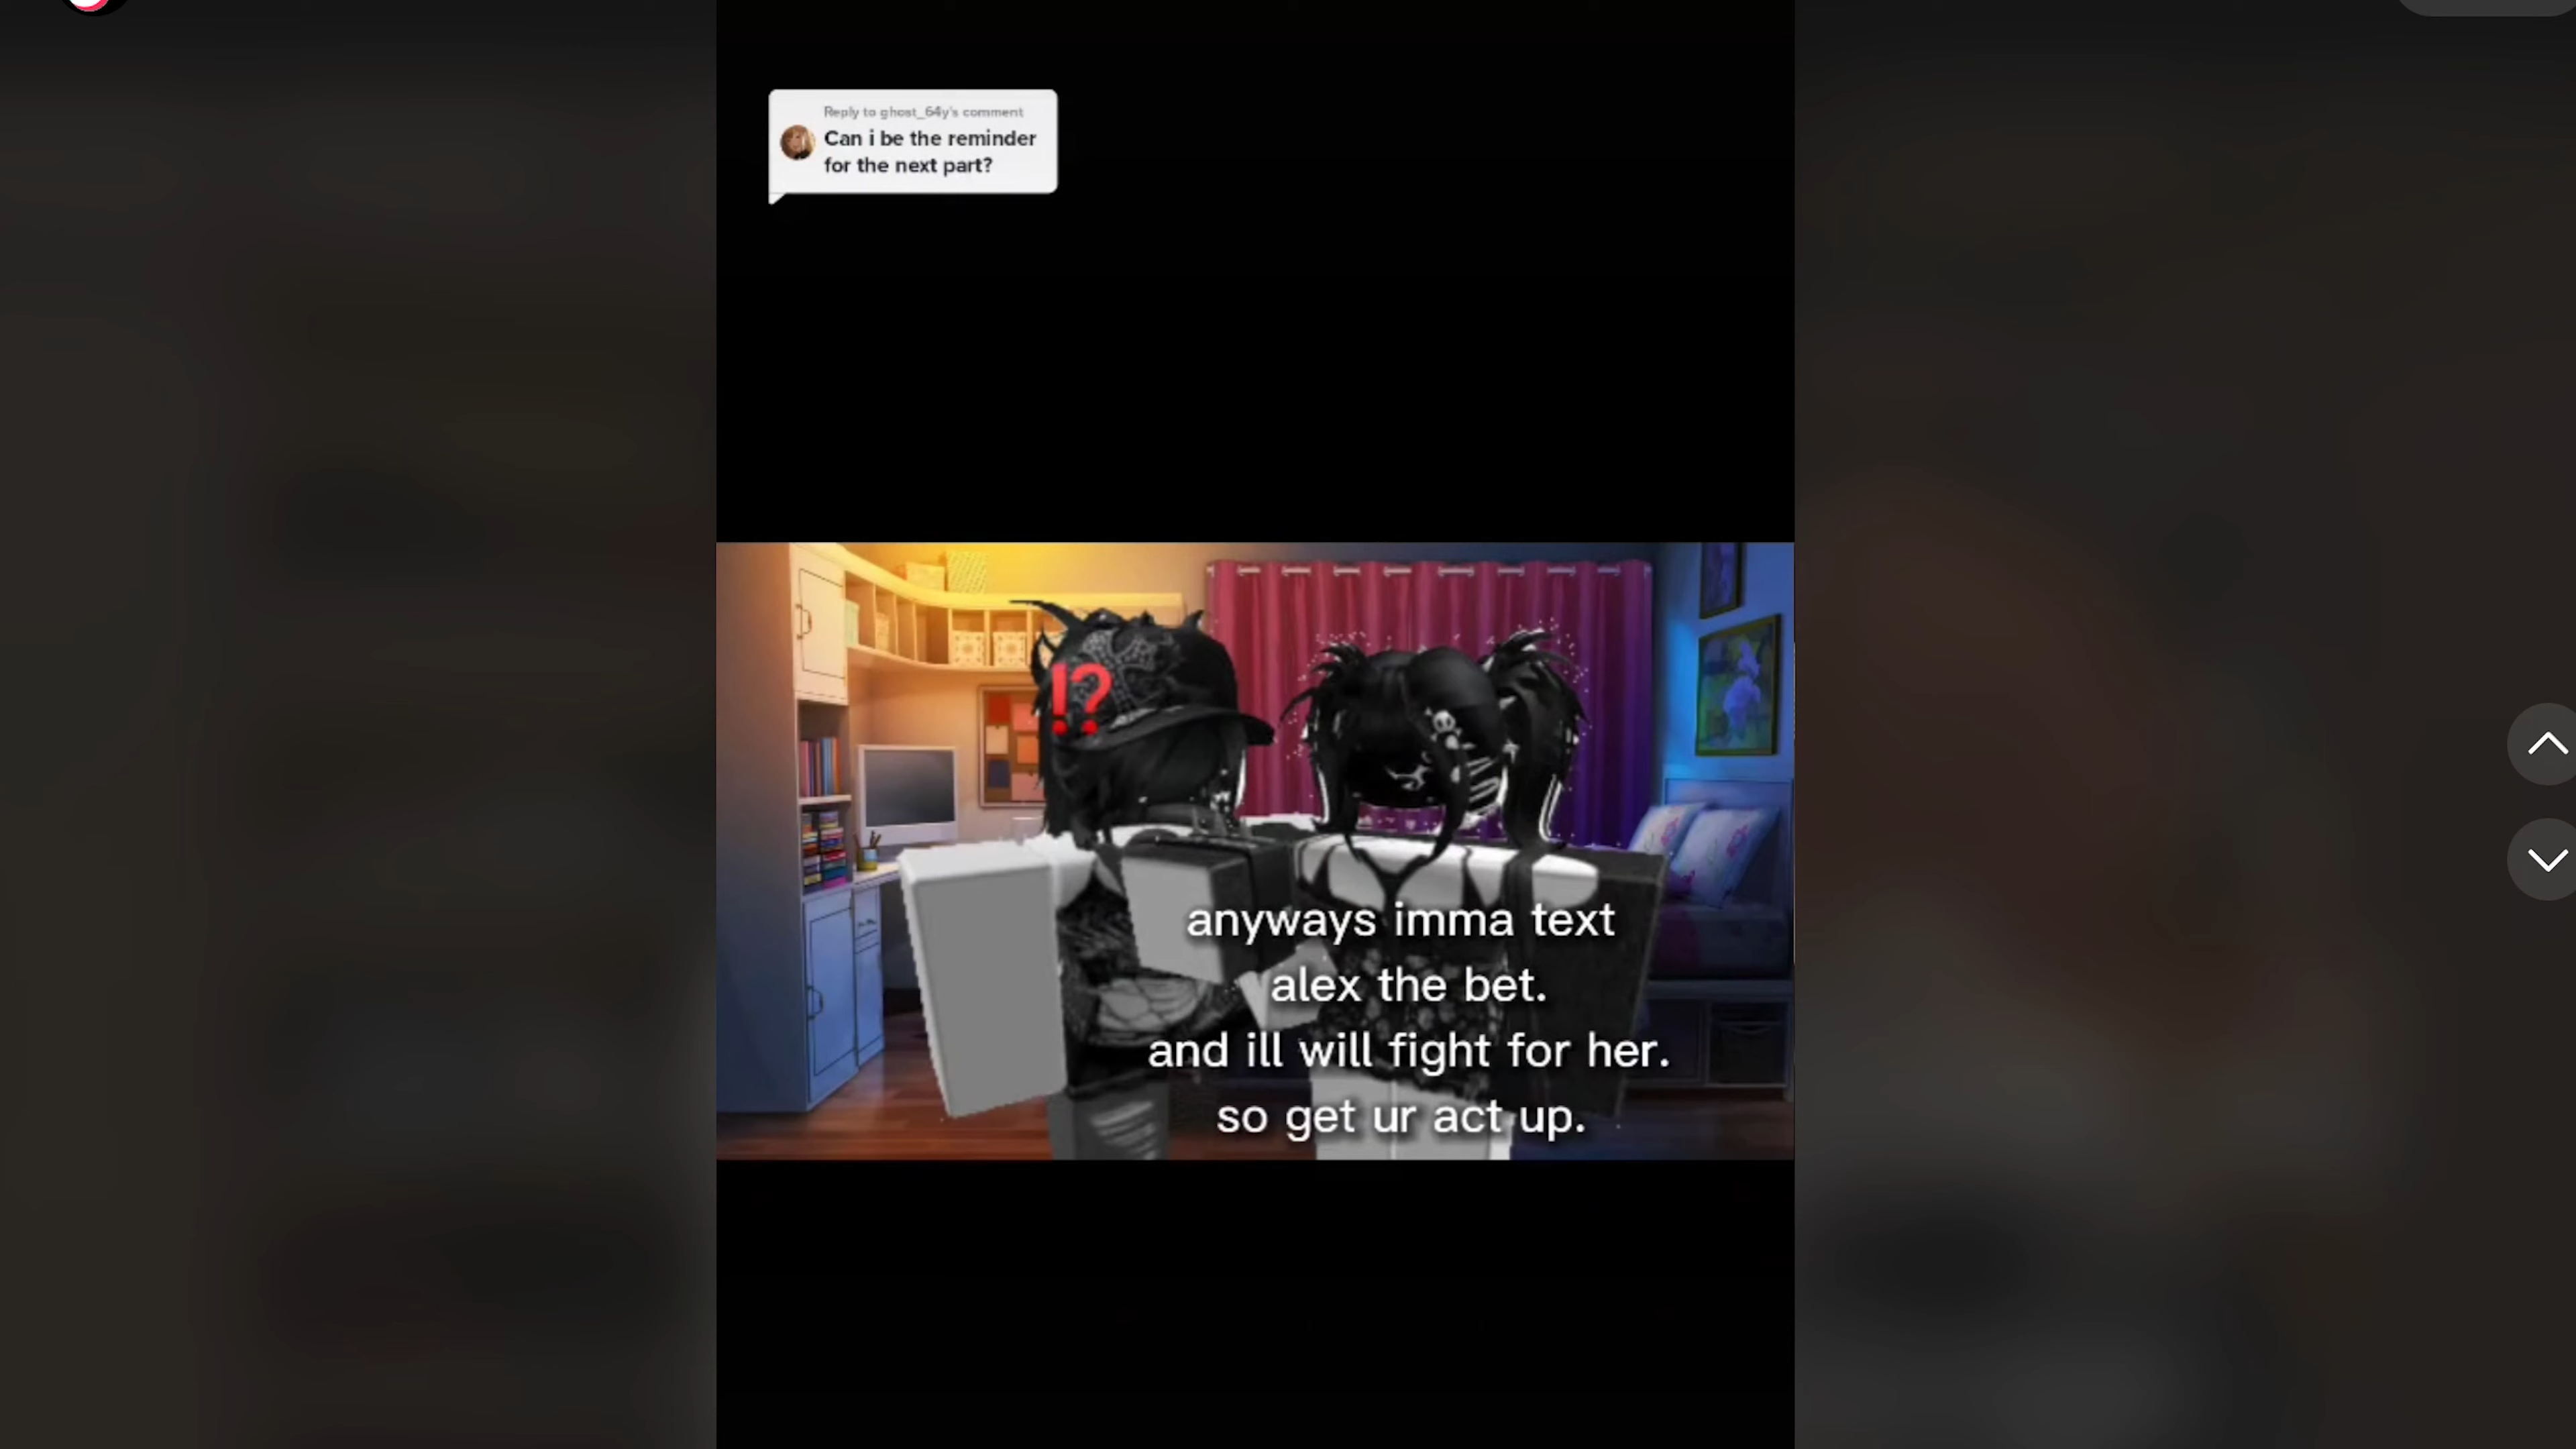 Reply to ghost_64y's comment
Can i be the reminder
for the next part?
!?
anyways imma text
alex the bet.
and ill will fight for her.
so get ur act up.